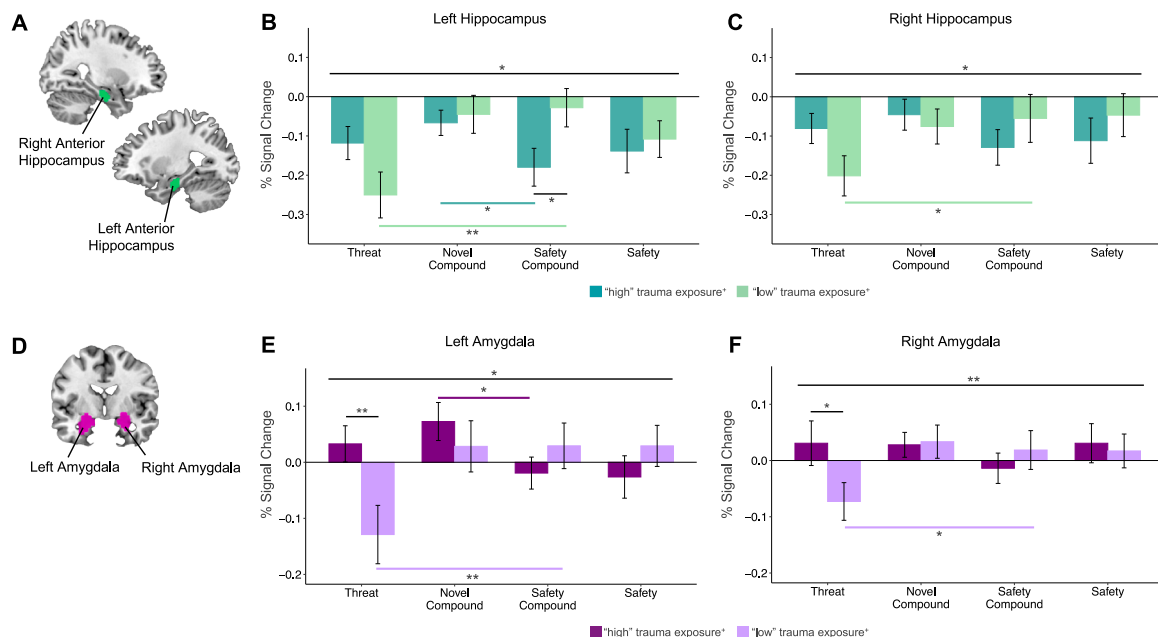 A
Right Anterior
Hippocampus
Left Anterior
Hippocampus
B
Left Hippocampus
% Signal Change
0.1
0.0
−0.1
−0.2
−0.3
*
*
*
**
Threat
Novel
Compound
Safety
Compound
Safety
C
Right Hippocampus
% Signal Change
0.1
0.0
−0.1
−0.2
−0.3
*
*
Threat
Novel
Compound
Safety
Compound
Safety
"high" trauma exposure⁺
"low" trauma exposure⁺
D
Left Amygdala
Right Amygdala
E
Left Amygdala
% Signal Change
0.1
0.0
−0.1
−0.2
*
**
*
**
Threat
Novel
Compound
Safety
Compound
Safety
F
Right Amygdala
% Signal Change
0.1
0.0
−0.1
−0.2
**
*
*
Threat
Novel
Compound
Safety
Compound
Safety
"high" trauma exposure⁺
"low" trauma exposure⁺